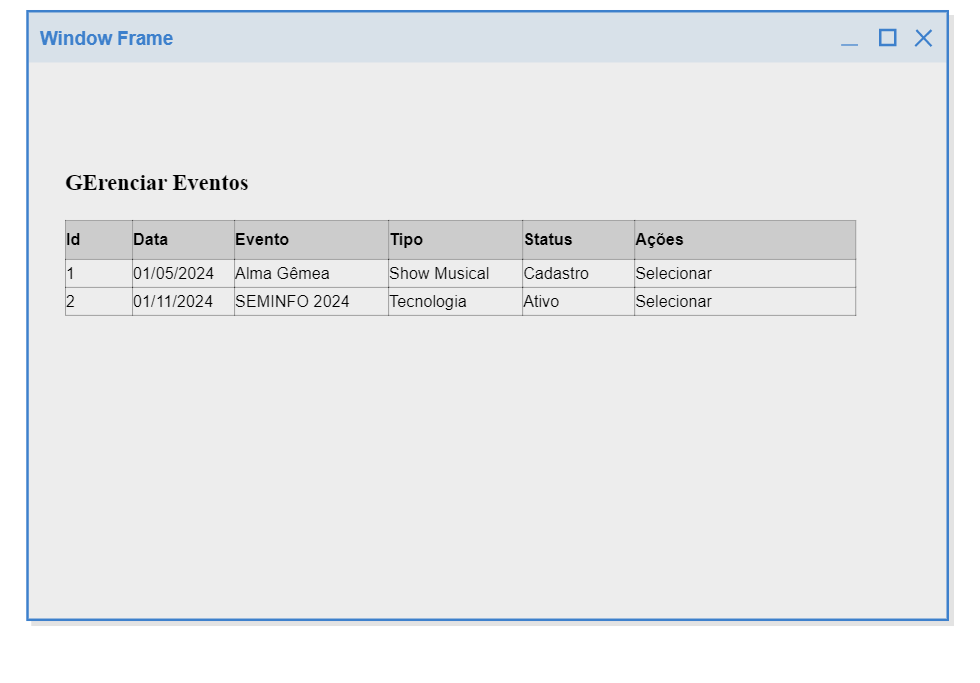 Window Frame
GErenciar Eventos
Id Data Evento Tipo Status Ações
1 01/05/2024 Alma Gêmea Show Musical Cadastro Selecionar
2 01/11/2024 SEMINFO 2024 Tecnologia Ativo Selecionar